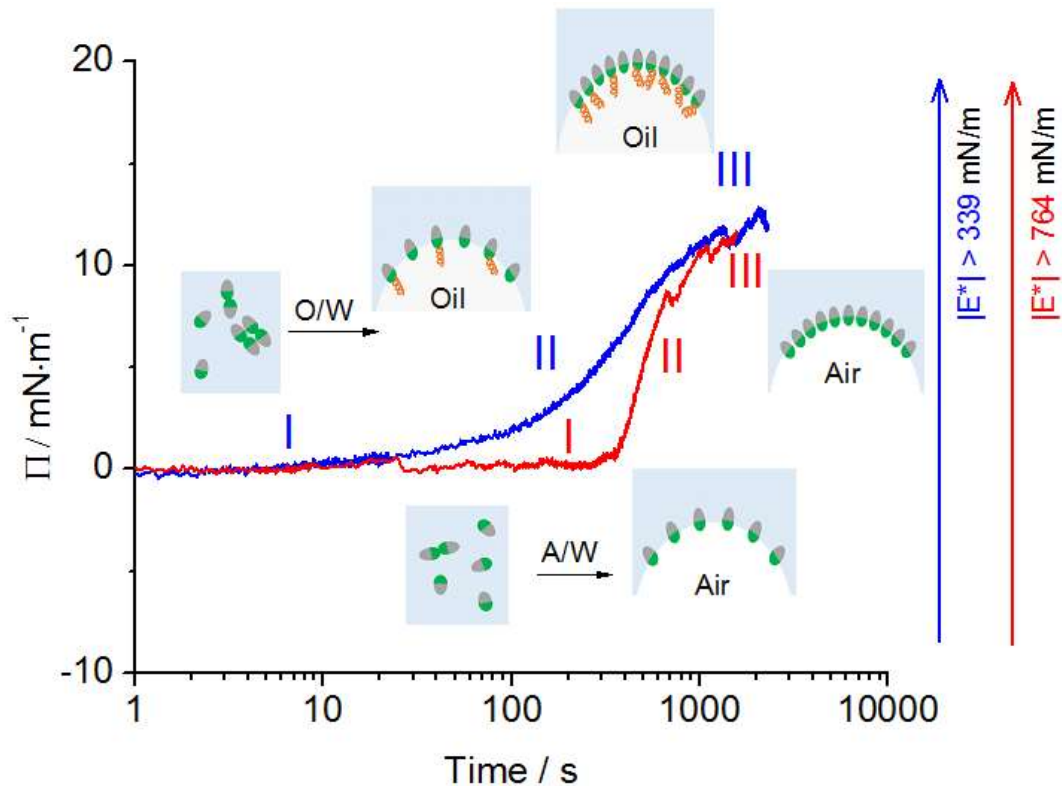 20
10
0
-10
Π / mN·m⁻¹
1
10
100
1000
10000
Time / s
Oil
III
|E*| > 339 mN/m
|E*| > 764 mN/m
O/W
Oil
II
III
I
II
I
Air
A/W
Air